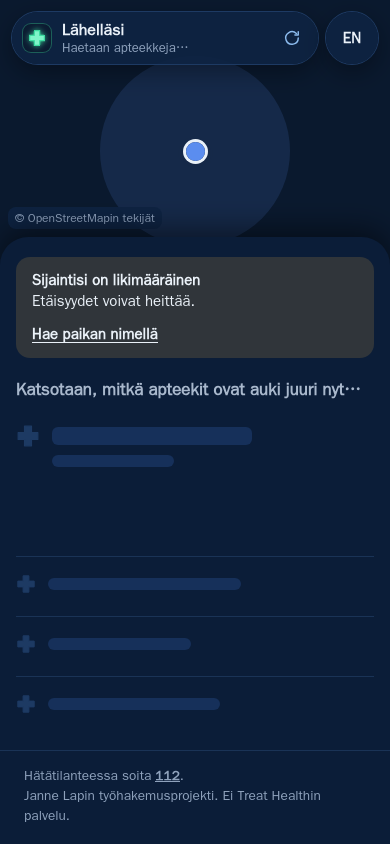 Lähelläsi
Haetaan apteekkeja···
EN
© OpenStreetMapin tekijät
Sijaintisi on likimääräinen
Etäisyydet voivat heittää.
Hae paikan nimellä
Katsotaan, mitkä apteekit ovat auki juuri nyt···
Hätätilanteessa soita 112.
Janne Lapin työhakemusprojekti. Ei Treat Healthin
palvelu.